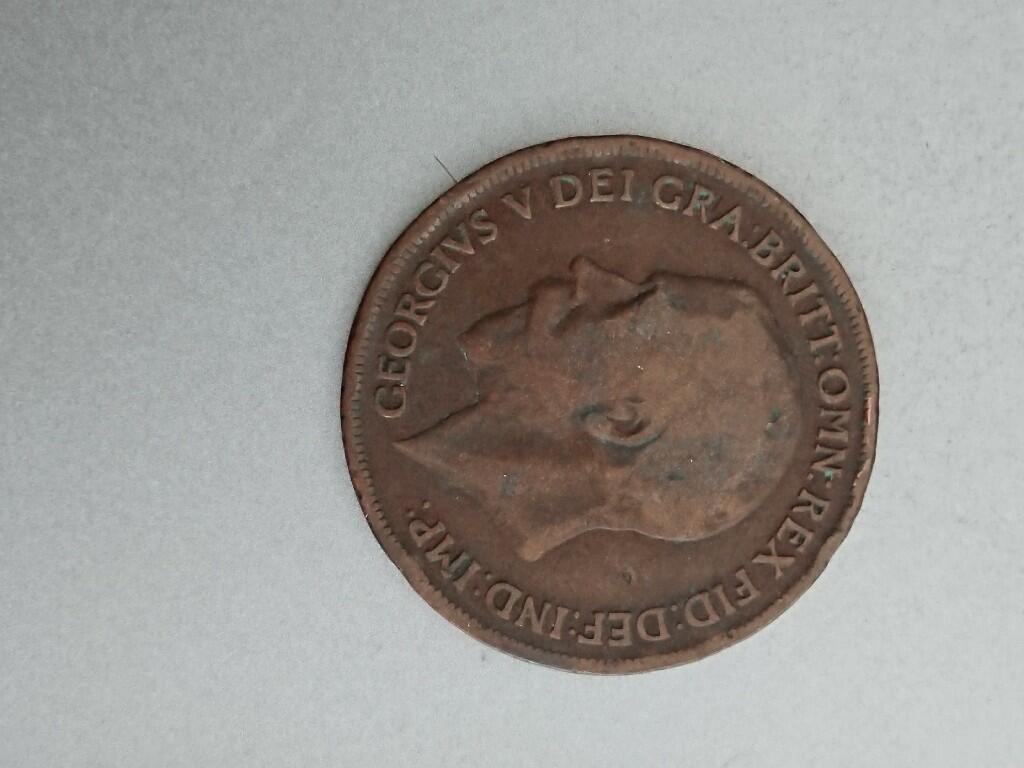 GEORGIVS V DEI GRA:BRITT:OMN:REX FID:DEF:IND:IMP: